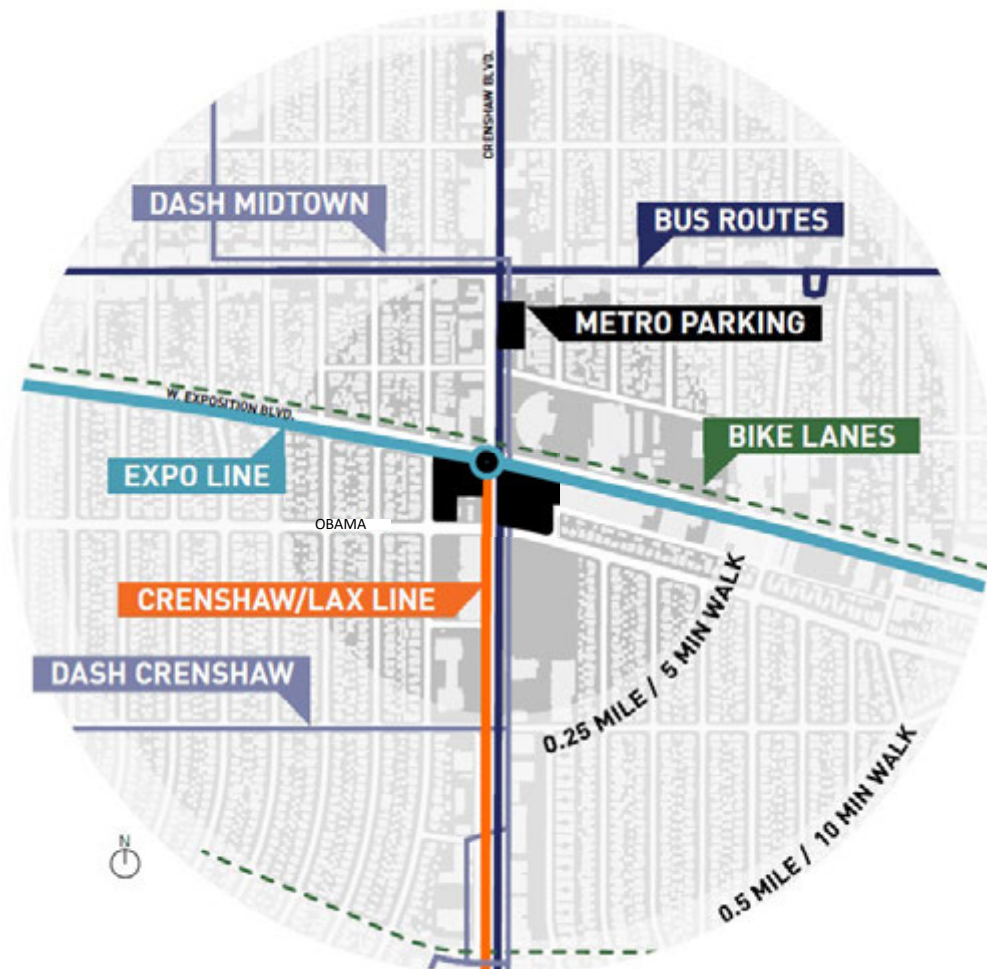 CRENSHAW BLVD.
DASH MIDTOWN
BUS ROUTES
METRO PARKING
W. EXPOSITION BLVD.
BIKE LANES
EXPO LINE
OBAMA
CRENSHAW/LAX LINE
DASH CRENSHAW
0.25 MILE / 5 MIN WALK
0.5 MILE / 10 MIN WALK
N